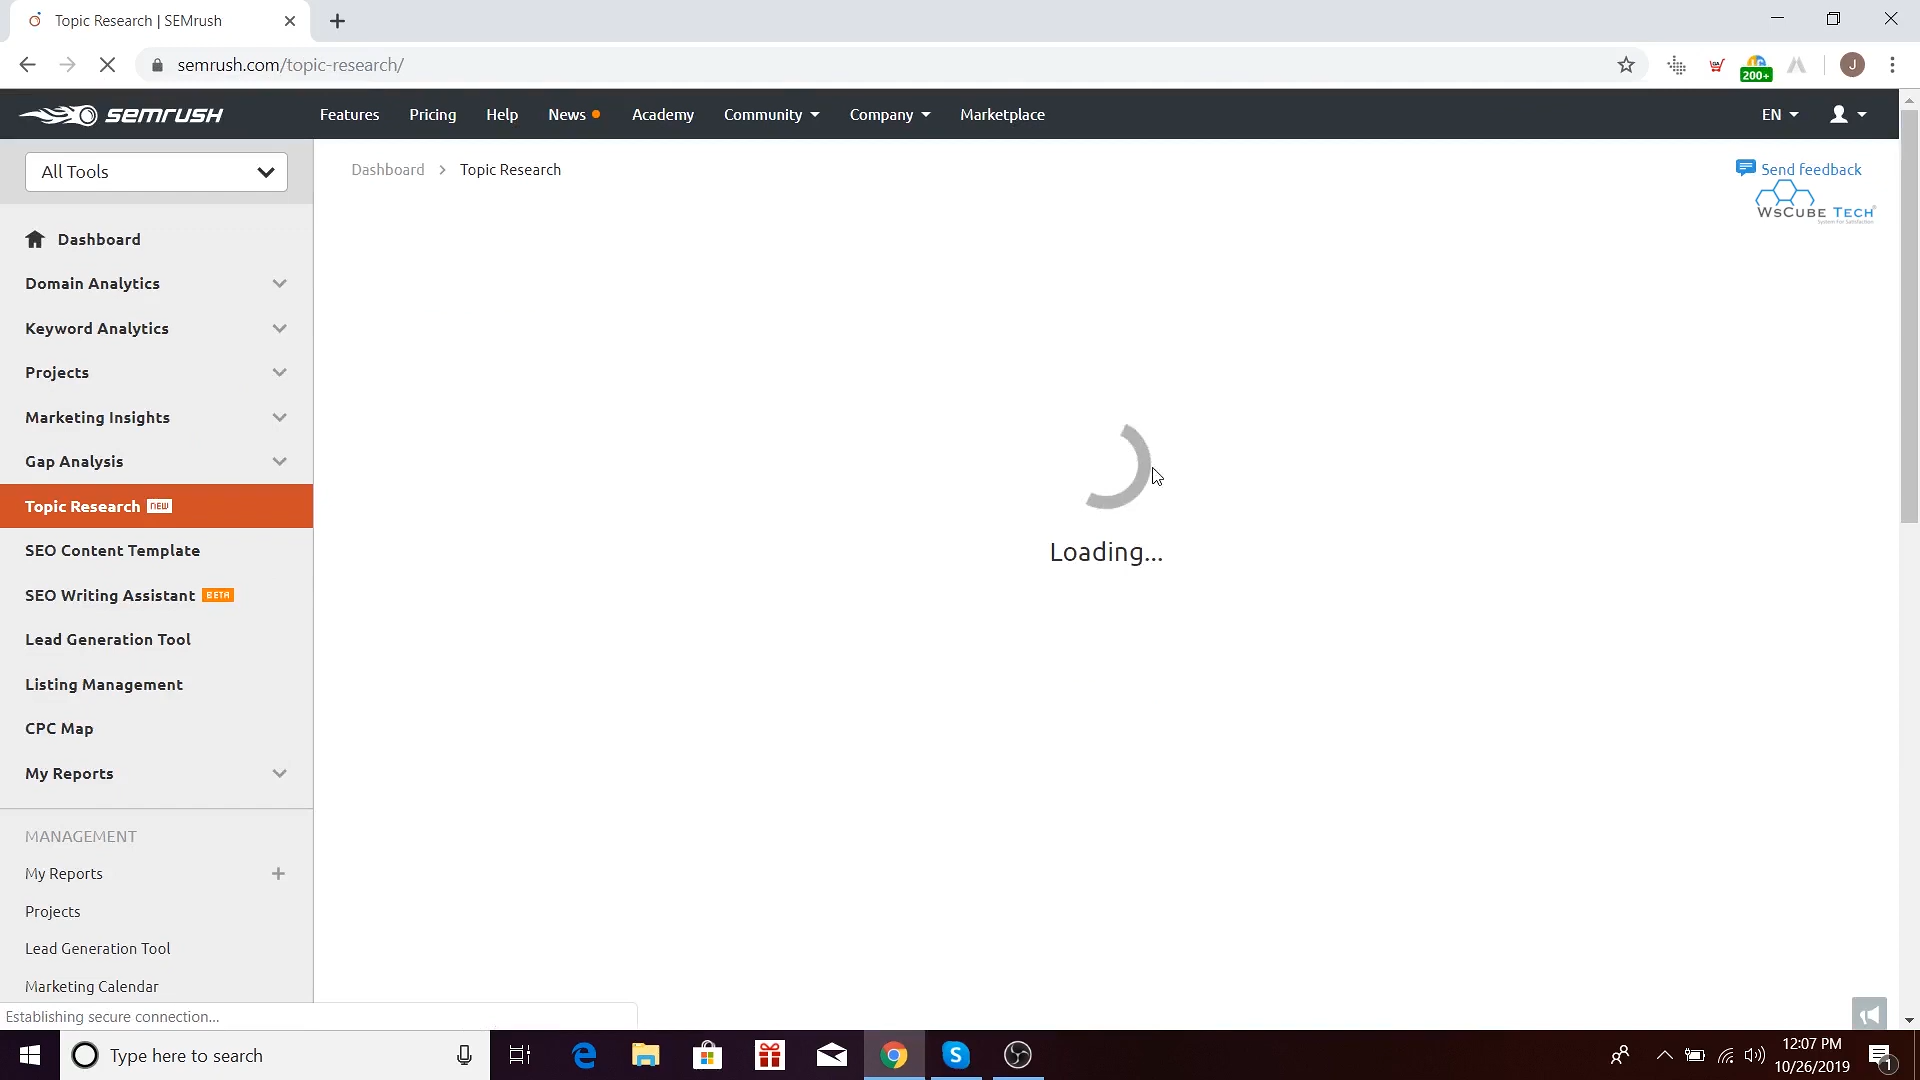 Topic Research | SEMrush
semrush.com/topic-research/
200+
J
semrush
Features
Pricing
Help
News
Academy
Community
Company
Marketplace
EN
All Tools
Dashboard
Topic Research
Send feedback
WsCube Tech
Dashboard
Domain Analytics
Keyword Analytics
Projects
Marketing Insights
Gap Analysis
Topic Research NEW
SEO Content Template
SEO Writing Assistant BETA
Lead Generation Tool
Listing Management
CPC Map
My Reports
Loading...
MANAGEMENT
My Reports
Projects
Lead Generation Tool
Marketing Calendar
Establishing secure connection...
Type here to search
12:07 PM
10/26/2019
1